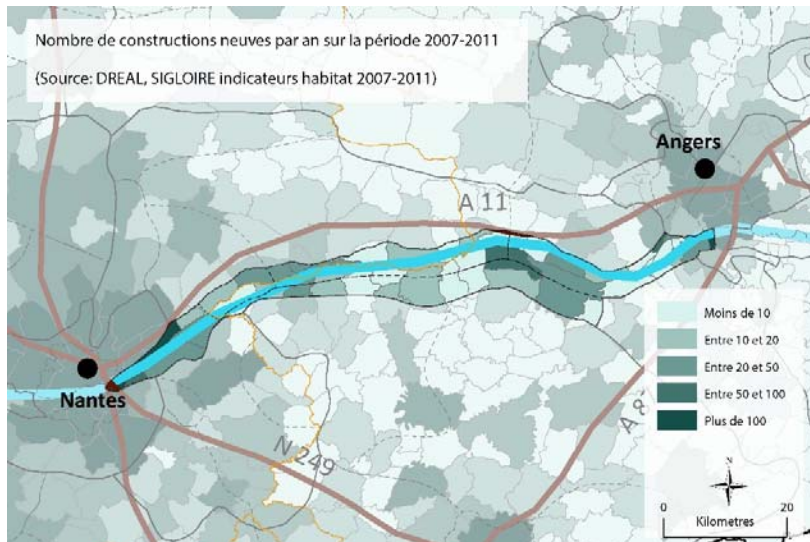 Nombre de constructions neuves par an sur la période 2007-2011
(Source: DREAL, SIGLOIRE indicateurs habitat 2007-2011)
Angers
A 11
Moins de 10
Entre 10 et 20
Entre 20 et 50
Entre 50 et 100
Plus de 100
Nantes
N 249
A 87
N
0 20
Kilometres